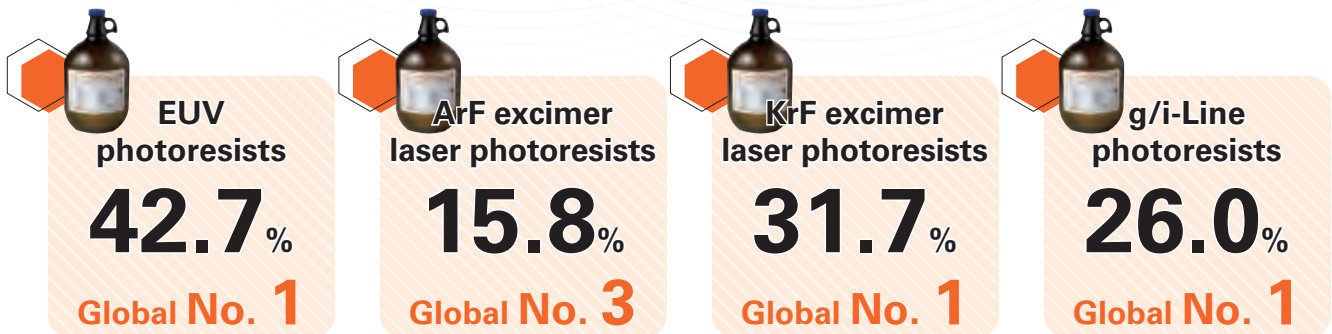 EUV
photoresists
42.7%
Global No. 1
ArF excimer
laser photoresists
15.8%
Global No. 3
KrF excimer
laser photoresists
31.7%
Global No. 1
g/i-Line
photoresists
26.0%
Global No. 1